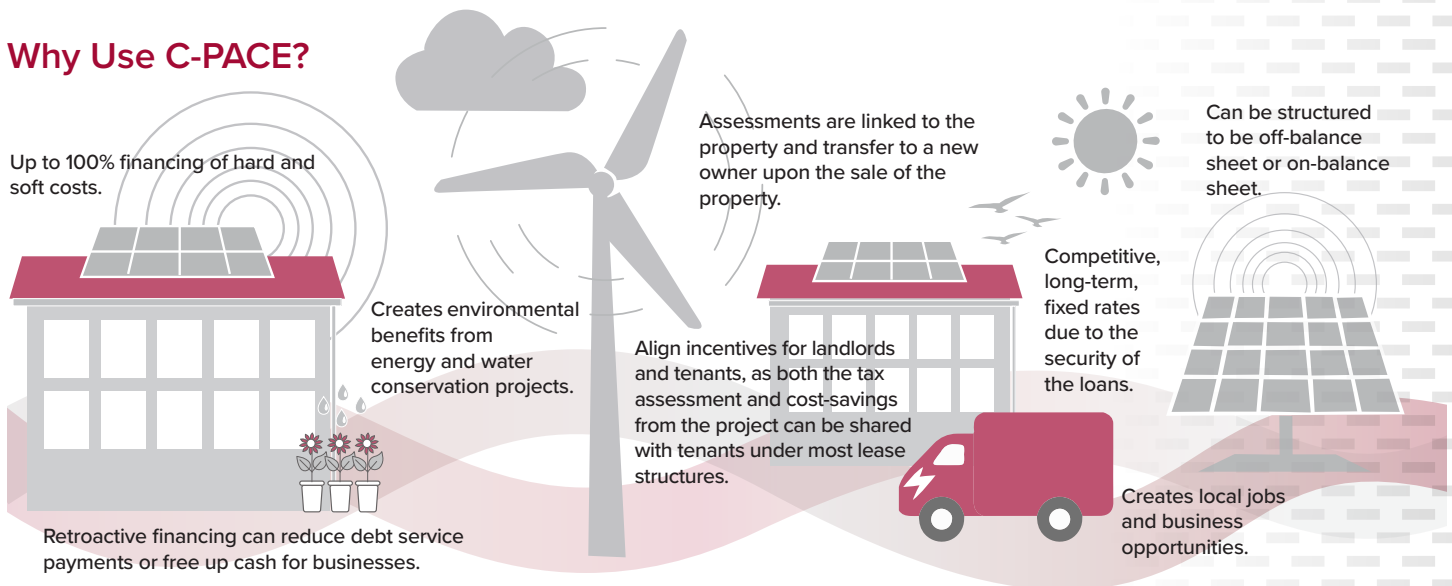 Why Use C-PACE?
Up to 100% financing of hard and
soft costs.
Creates environmental
benefits from
energy and water
conservation projects.
Retroactive financing can reduce debt service
payments or free up cash for businesses.
Assessments are linked to the
property and transfer to a new
owner upon the sale of the
property.
Align incentives for landlords
and tenants, as both the tax
assessment and cost-savings
from the project can be shared
with tenants under most lease
structures.
Competitive,
long-term,
fixed rates
due to the
security of
the loans.
Can be structured
to be off-balance
sheet or on-balance
sheet.
Creates local jobs
and business
opportunities.